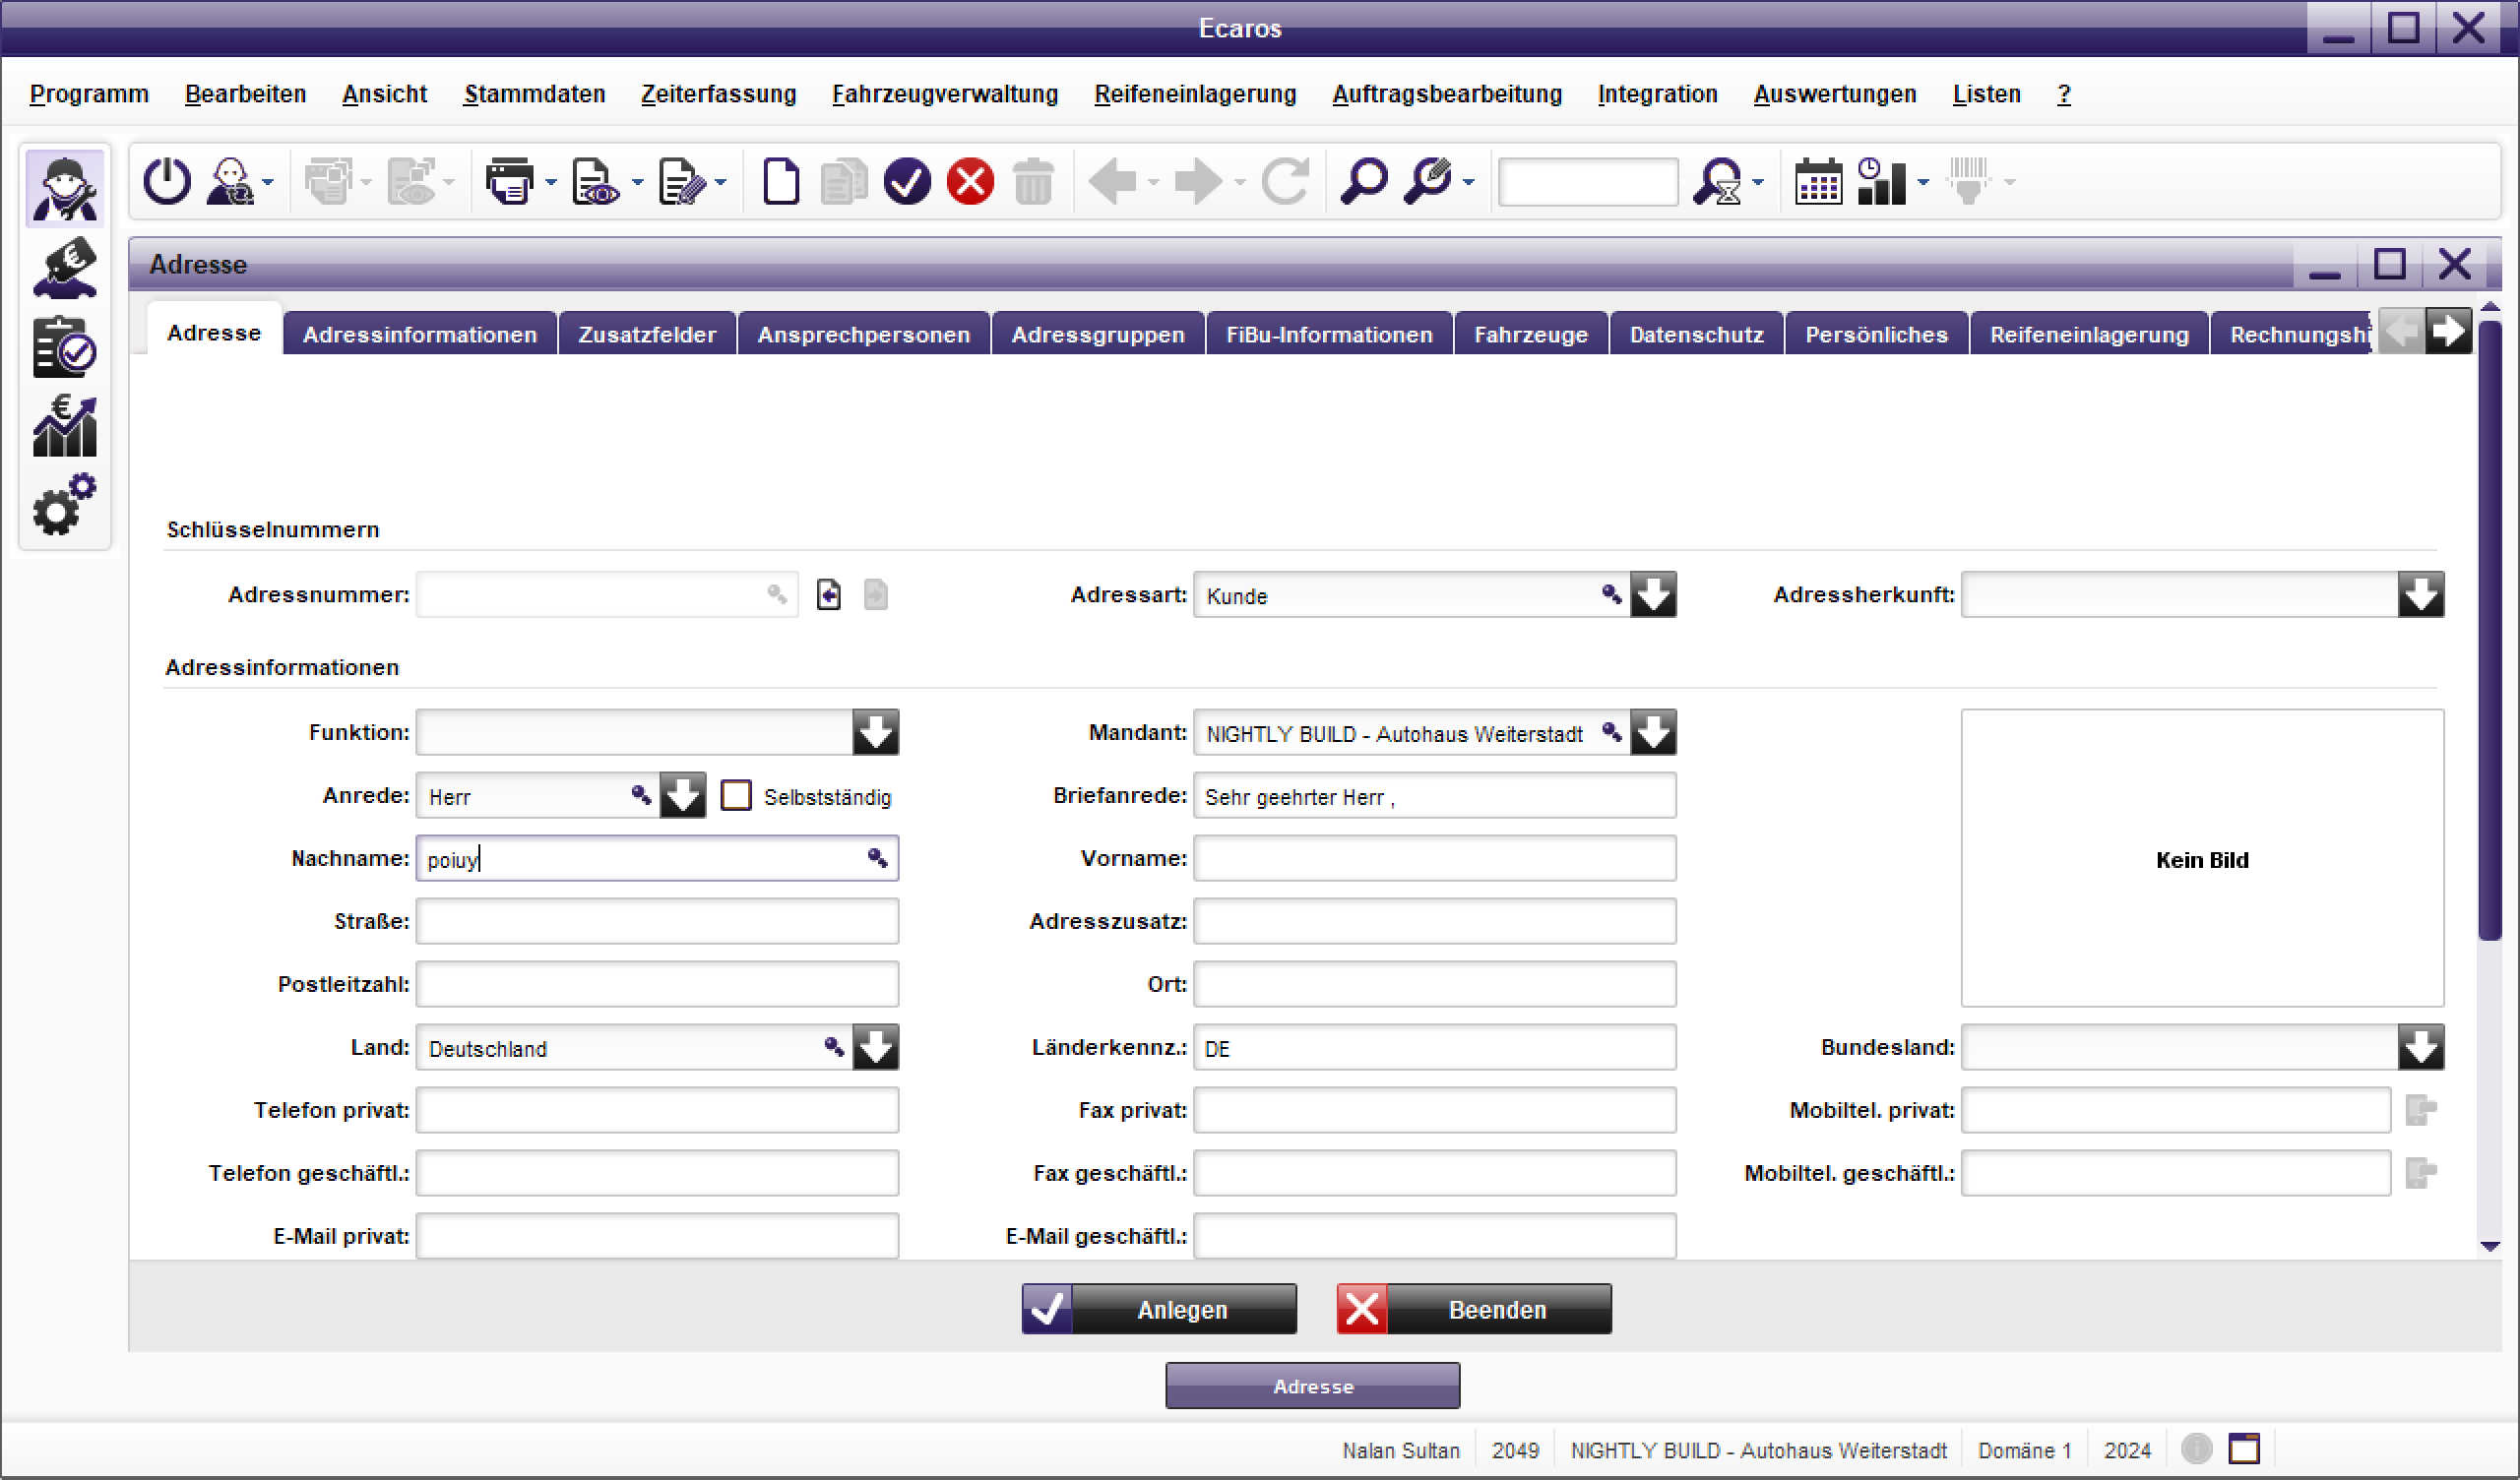 Ecaros
Programm Bearbeiten Ansicht Stammdaten Zeiterfassung Fahrzeugverwaltung Reifeneinlagerung Auftragsbearbeitung Integration Auswertungen Listen ?
Adresse
Adresse Adressinformationen Zusatzfelder Ansprechpersonen Adressgruppen FiBu-Informationen Fahrzeuge Datenschutz Persönliches Reifeneinlagerung Rechnungshi
Schlüsselnummern
Adressnummer: Adressart: Kunde Adressherkunft:
Adressinformationen
Funktion: Mandant: NIGHTLY BUILD - Autohaus Weiterstadt
Anrede: Herr Selbstständig Briefanrede: Sehr geehrter Herr ,
Nachname: poiuy Vorname: Kein Bild
Straße: Adresszusatz:
Postleitzahl: Ort:
Land: Deutschland Länderkennz.: DE Bundesland:
Telefon privat: Fax privat: Mobiltel. privat:
Telefon geschäftl.: Fax geschäftl.: Mobiltel. geschäftl.:
E-Mail privat: E-Mail geschäftl.:
Anlegen Beenden
Adresse
Nalan Sultan 2049 NIGHTLY BUILD - Autohaus Weiterstadt Domäne 1 2024